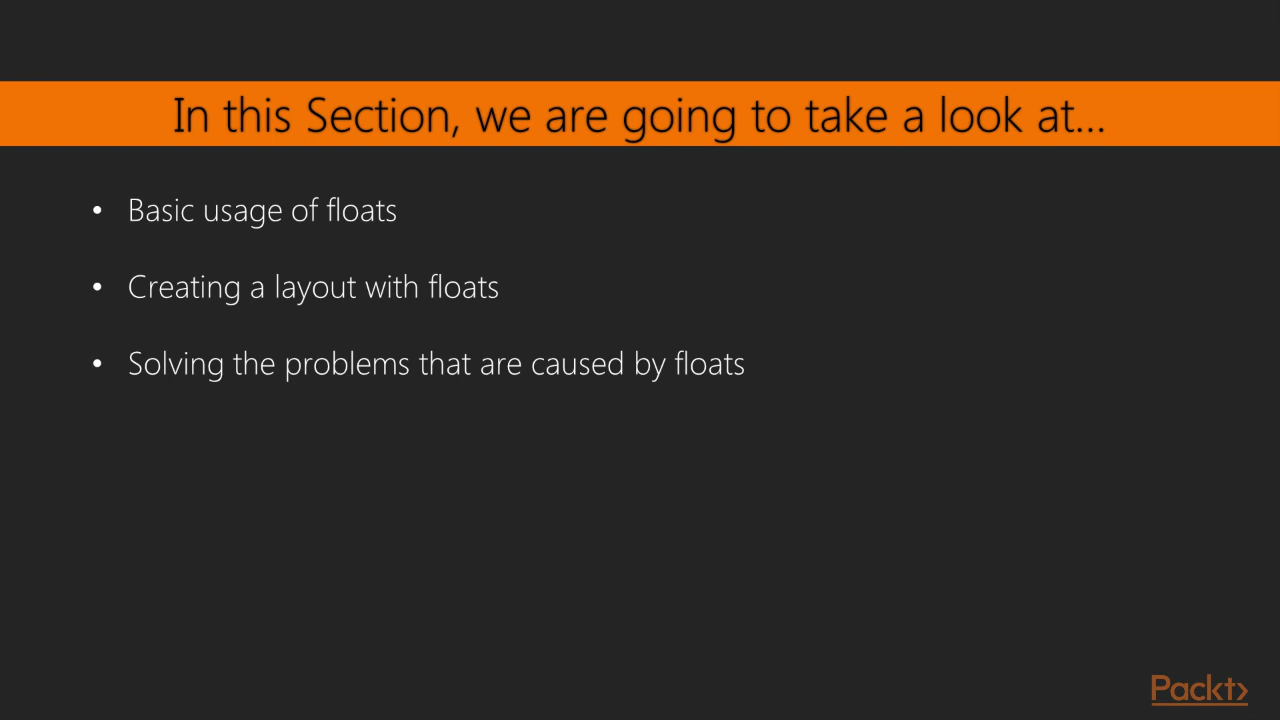 In this Section, we are going to take a look at...
• Basic usage of floats
• Creating a layout with floats
• Solving the problems that are caused by floats
Packt>